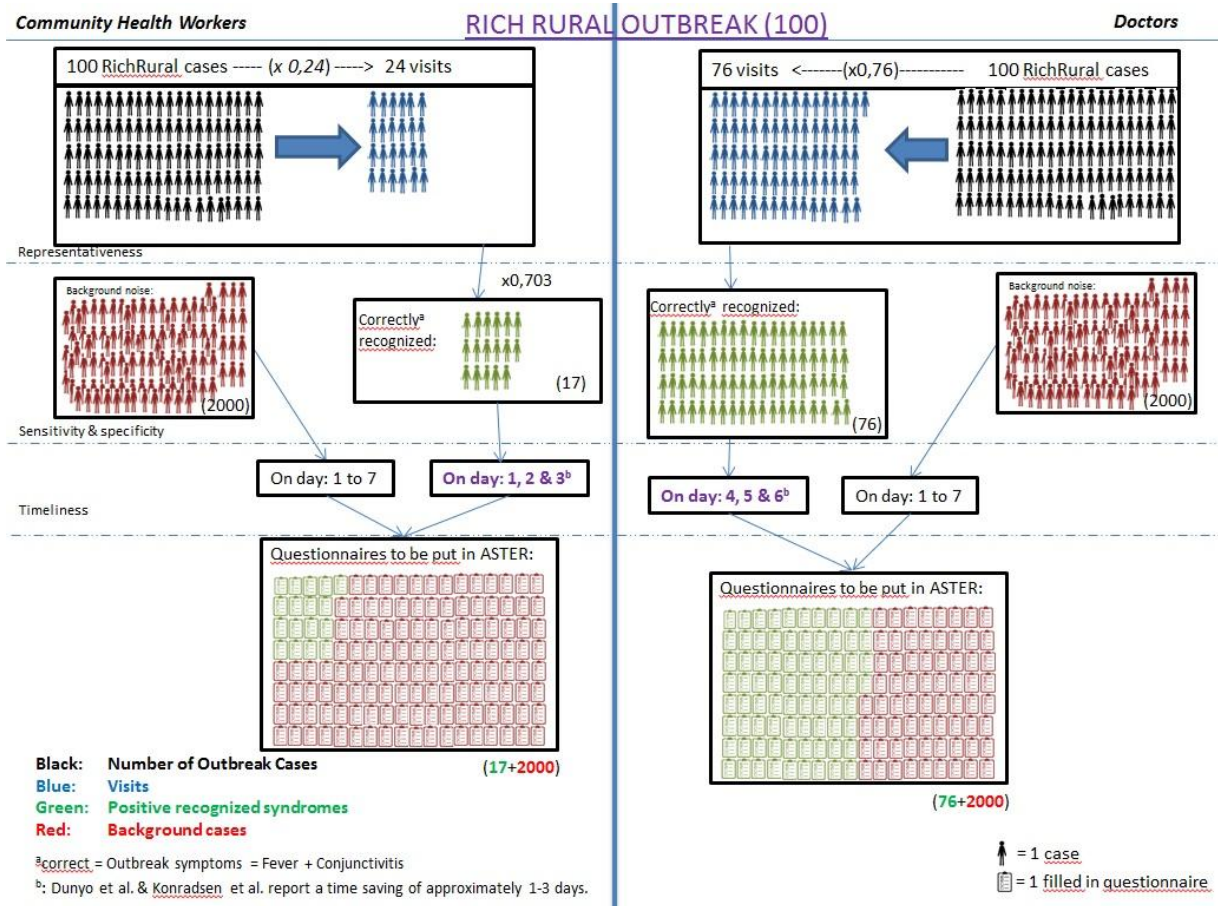 Community Health Workers
RICH RURAL OUTBREAK (100)
Doctors
100 RichRural cases ----- (x 0,24) -----> 24 visits
76 visits <-------(x0,76)----------- 100 RichRural cases
Representativeness
Background noise:
(2000)
x0,703
Correctlyᵃ
recognized:
(17)
Correctlyᵃ recognized:
(76)
Background noise:
(2000)
Sensitivity & specificity
On day: 1 to 7
On day: 1, 2 & 3ᵇ
On day: 4, 5 & 6ᵇ
On day: 1 to 7
Timeliness
Questionnaires to be put in ASTER:
(17+2000)
Questionnaires to be put in ASTER:
(76+2000)
Black: Number of Outbreak Cases
Blue: Visits
Green: Positive recognized syndromes
Red: Background cases
ᵃcorrect = Outbreak symptoms = Fever + Conjunctivitis
ᵇ: Dunyo et al. & Konradsen et al. report a time saving of approximately 1-3 days.
= 1 case
= 1 filled in questionnaire